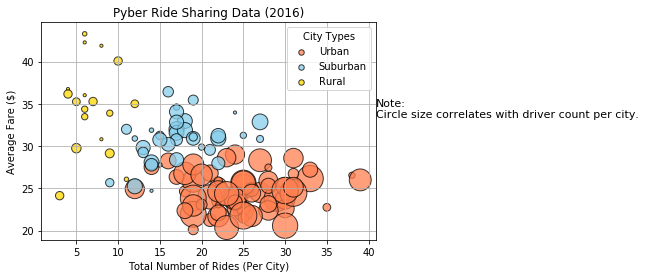 Pyber Ride Sharing Data (2016)
City Types
Urban
Suburban
Rural
40
35
30
25
20
Average Fare ($)
5 10 15 20 25 30 35 40
Total Number of Rides (Per City)
Note:
Circle size correlates with driver count per city.